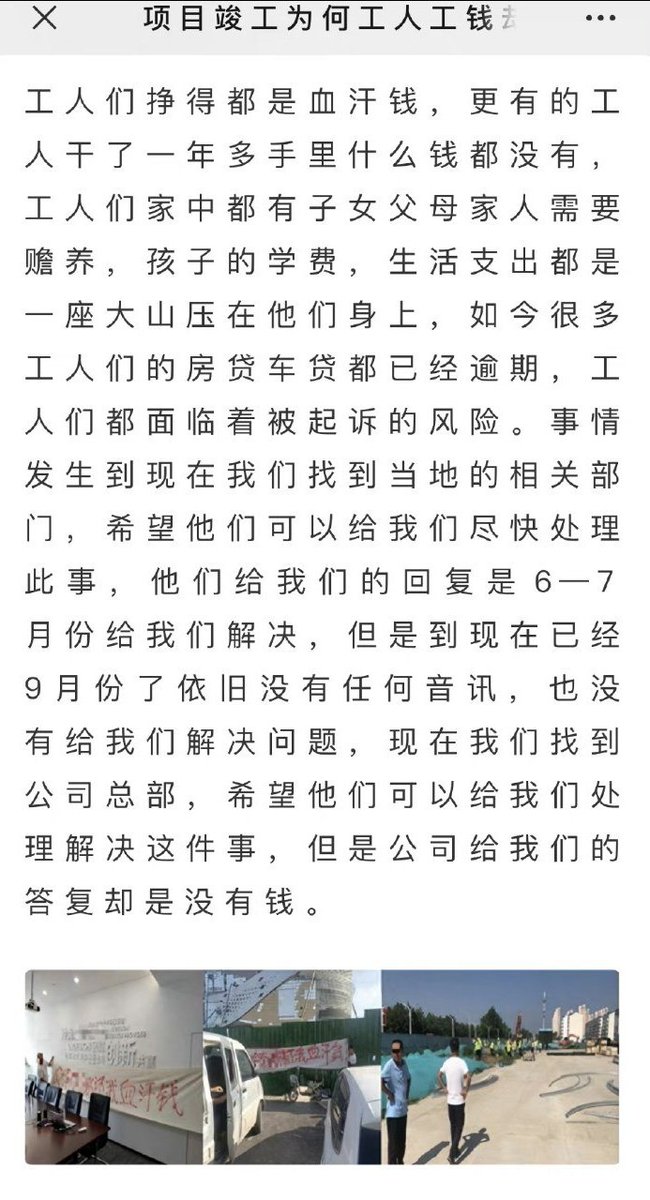 项目竣工为何工人工钱却
工人们挣得都是血汗钱，更有的工
人干了一年多手里什么钱都没有，
工人们家中都有子女父母家人需要
赡养，孩子的学费，生活支出都是
一座大山压在他们身上，如今很多
工人们的房贷车贷都已经逾期，工
人们都面临着被起诉的风险。事情
发生到现在我们找到当地的相关部
门，希望他们可以给我们尽快处理
此事，他们给我们的回复是6—7
月份给我们解决，但是到现在已经
9月份了依旧没有任何音讯，也没
有给我们解决问题，现在我们找到
公司总部，希望他们可以给我们处
理解决这件事，但是公司给我们的
答复却是没有钱。
血汗钱
血汗